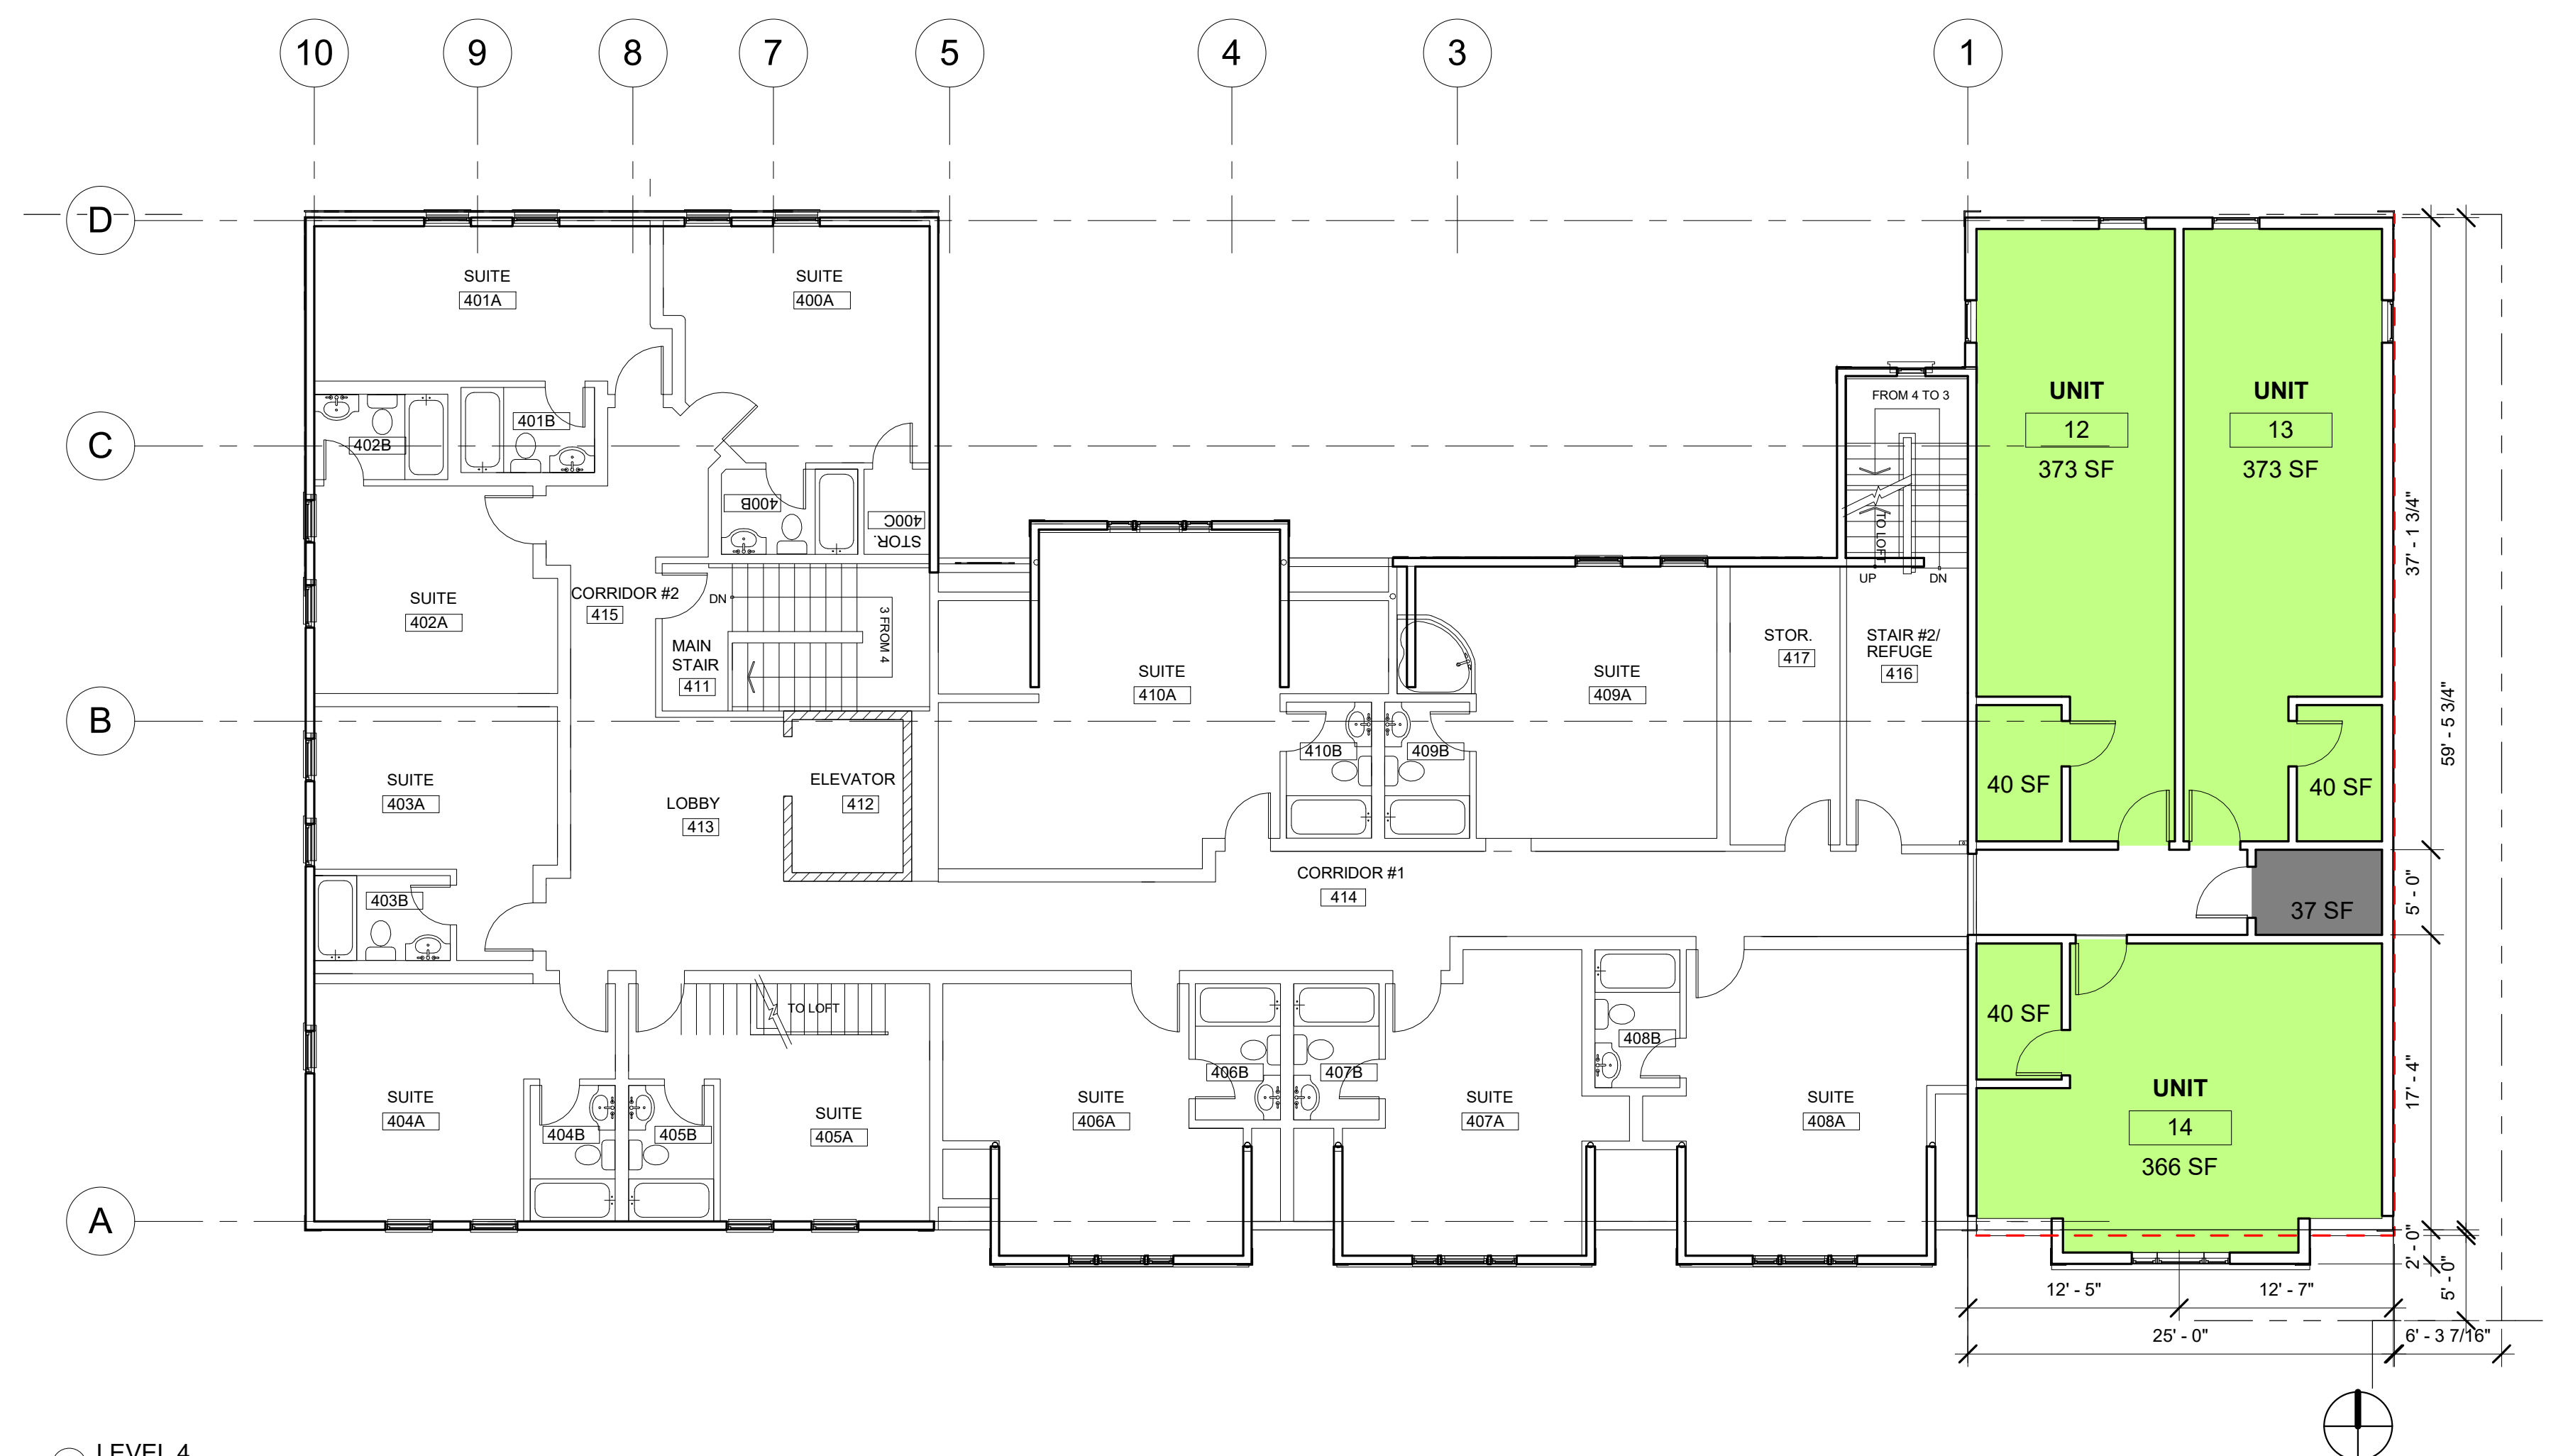 10 9 8 7 5 4 3 1
D
C
B
A
SUITE
401A
SUITE
400A
402B
401B
400B
400C
STOR.
SUITE
402A
CORRIDOR #2
415
DN
3 FROM 4
MAIN
STAIR
411
SUITE
403A
LOBBY
413
ELEVATOR
412
403B
SUITE
410A
410B
409B
SUITE
409A
STOR.
417
STAIR #2/
REFUGE
416
FROM 4 TO 3
TO LOFT
UP
DN
CORRIDOR #1
414
TO LOFT
SUITE
404A
404B
405B
SUITE
405A
SUITE
406A
406B
407B
SUITE
407A
408B
SUITE
408A
UNIT
12
373 SF
UNIT
13
373 SF
40 SF
40 SF
37 SF
40 SF
UNIT
14
366 SF
37' - 1 3/4"
59' - 5 3/4"
5' - 0"
17' - 4"
2' - 0"
5' - 0"
12' - 5"
12' - 7"
25' - 0"
6' - 3 7/16"
LEVEL 4